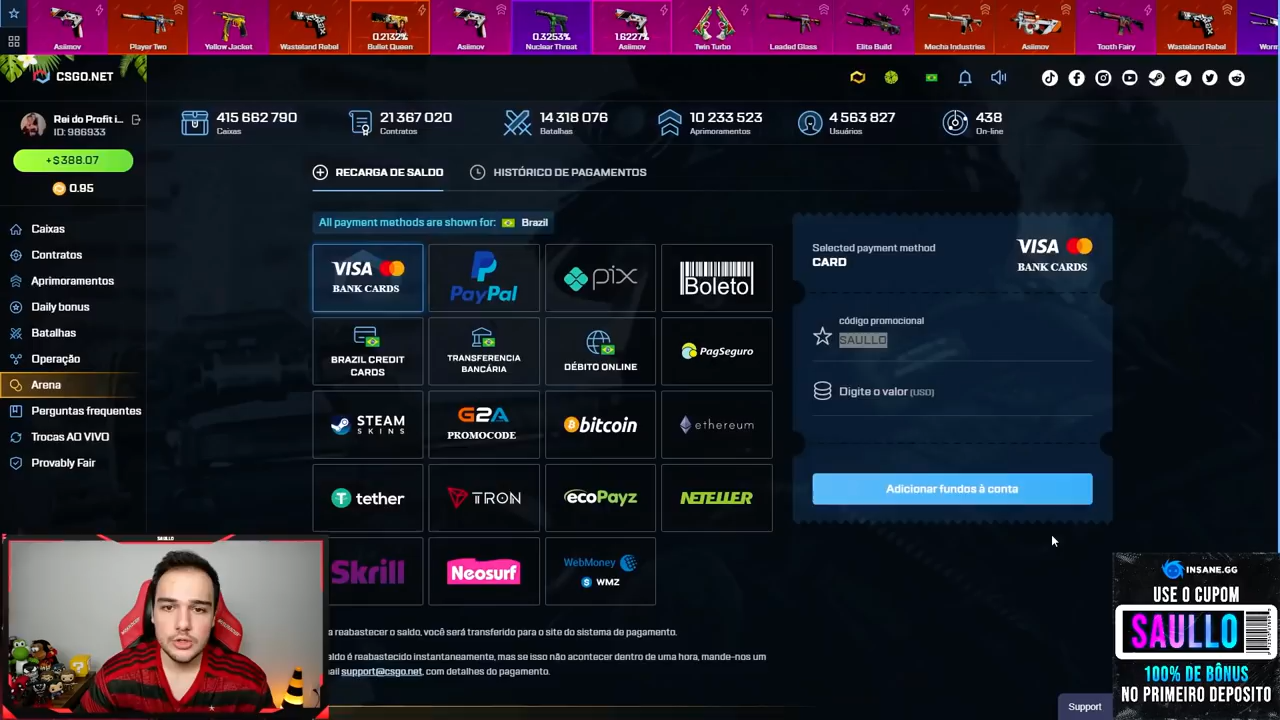 Asiimov
Player Two
Yellow Jacket
Wasteland Rebel
0.2132%
Bullet Queen
Asiimov
0.3253%
Nuclear Threat
1.6227%
Asiimov
Twin Turbo
Leaded Glass
Elite Build
Mecha Industries
Asiimov
Tooth Fairy
Wasteland Rebel
Worm
CSGO.NET
Rei do Profit i...
ID: 986933
+$388.07
0.95
415 662 790
Caixas
21 367 020
Contratos
14 318 076
Batalhas
10 233 523
Aprimoramentos
4 563 827
Usuários
438
On-line
Caixas
Contratos
Aprimoramentos
Daily bonus
Batalhas
Operação
Arena
Perguntas frequentes
Trocas AO VIVO
Provably Fair
RECARGA DE SALDO
HISTÓRICO DE PAGAMENTOS
All payment methods are shown for: Brazil
VISA
BANK CARDS
PayPal
pix
Boleto
BRAZIL CREDIT
CARDS
TRANSFERENCIA
BANCÁRIA
DÉBITO ONLINE
PagSeguro
STEAM
SKINS
G2A
PROMOCODE
bitcoin
ethereum
tether
TRON
ecoPayz
NETELLER
Skrill
Neosurf
WebMoney
WMZ
Selected payment method
CARD
VISA
BANK CARDS
código promocional
SAULLO
Digite o valor (USD)
Adicionar fundos à conta
a reabastecer o saldo, você será transferido para o site do sistema de pagamento.
aldo é reabastecido instantaneamente, mas se isso não acontecer dentro de uma hora, mande-nos um
ail support@csgo.net, com detalhes do pagamento.
SAULLO
INSANE.GG
USE O CUPOM
SAULLO
100% DE BÔNUS
NO PRIMEIRO DEPÓSITO
Support